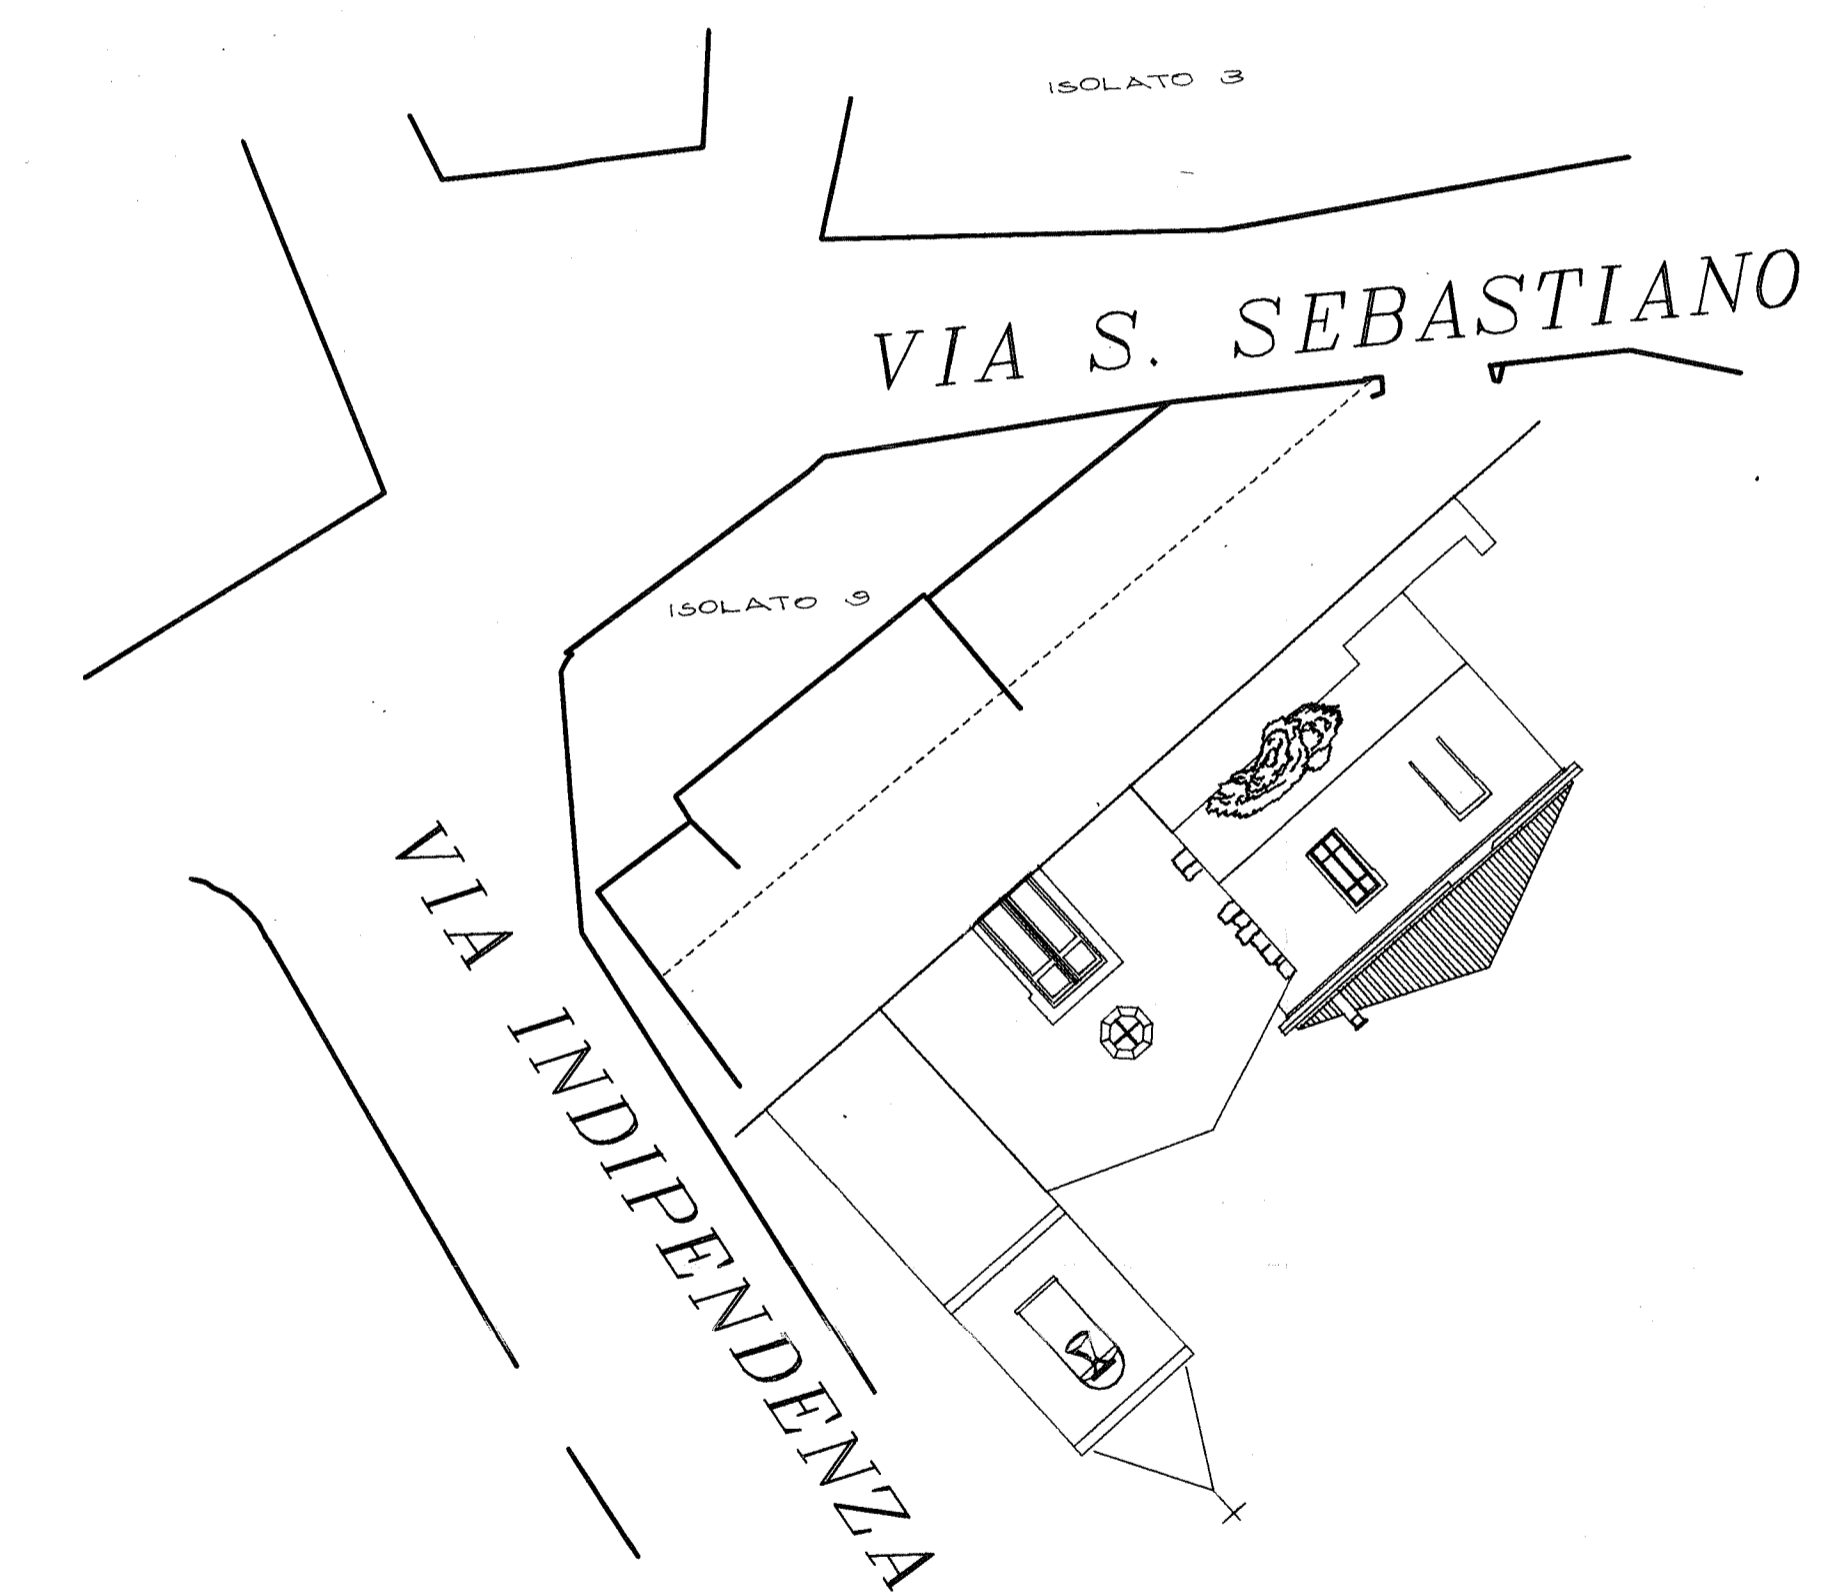 ISOLATO 3
VIA S. SEBASTIANO
ISOLATO 9
VIA INDIPENDENZA